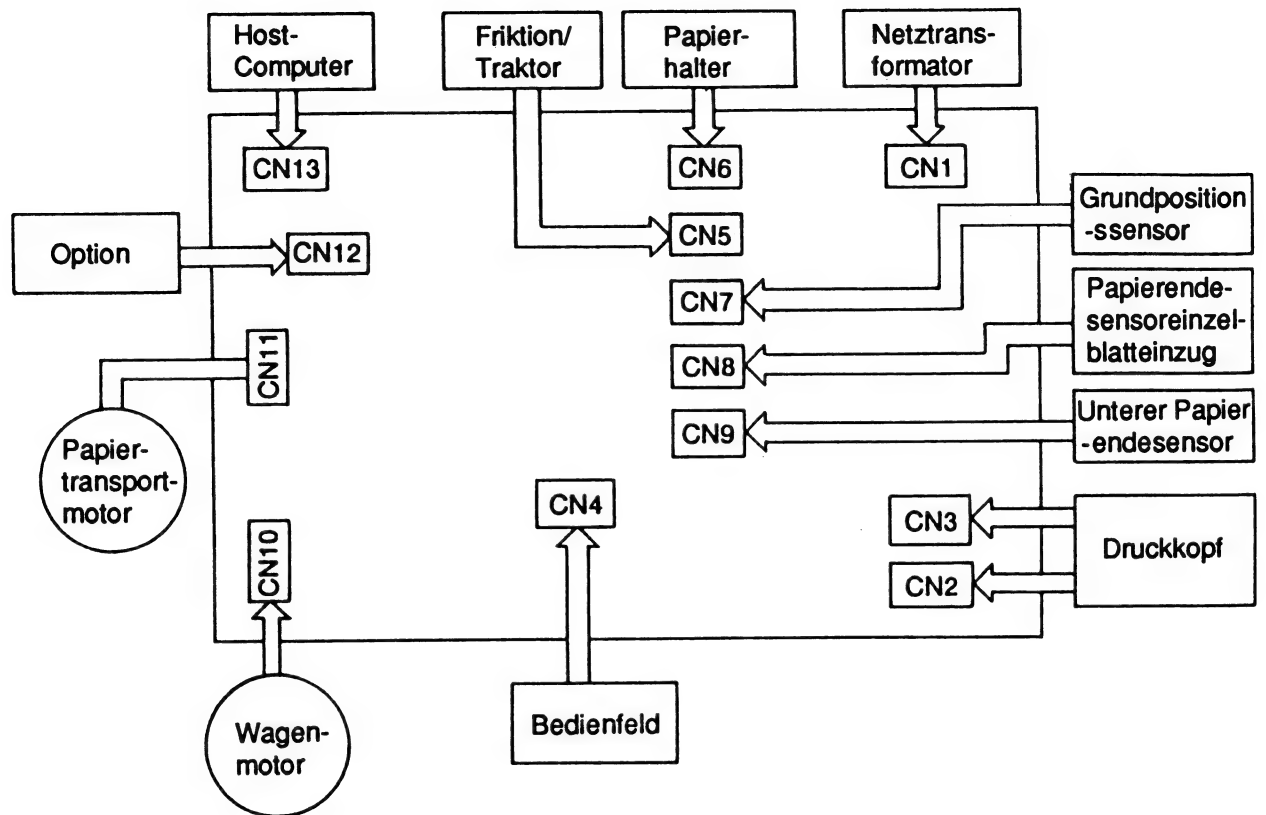 Host-
Computer
Friktion/
Traktor
Papier-
halter
Netztrans-
formator
CN13
CN6
CN1
Grundposition
-ssensor
Option
CN12
CN5
CN7
Papierende-
sensoreinzel-
blatteinzug
CN11
CN8
Unterer Papier
-endesensor
CN9
Papier-
transport-
motor
CN4
CN3
Druckkopf
CN10
CN2
Wagen-
motor
Bedienfeld